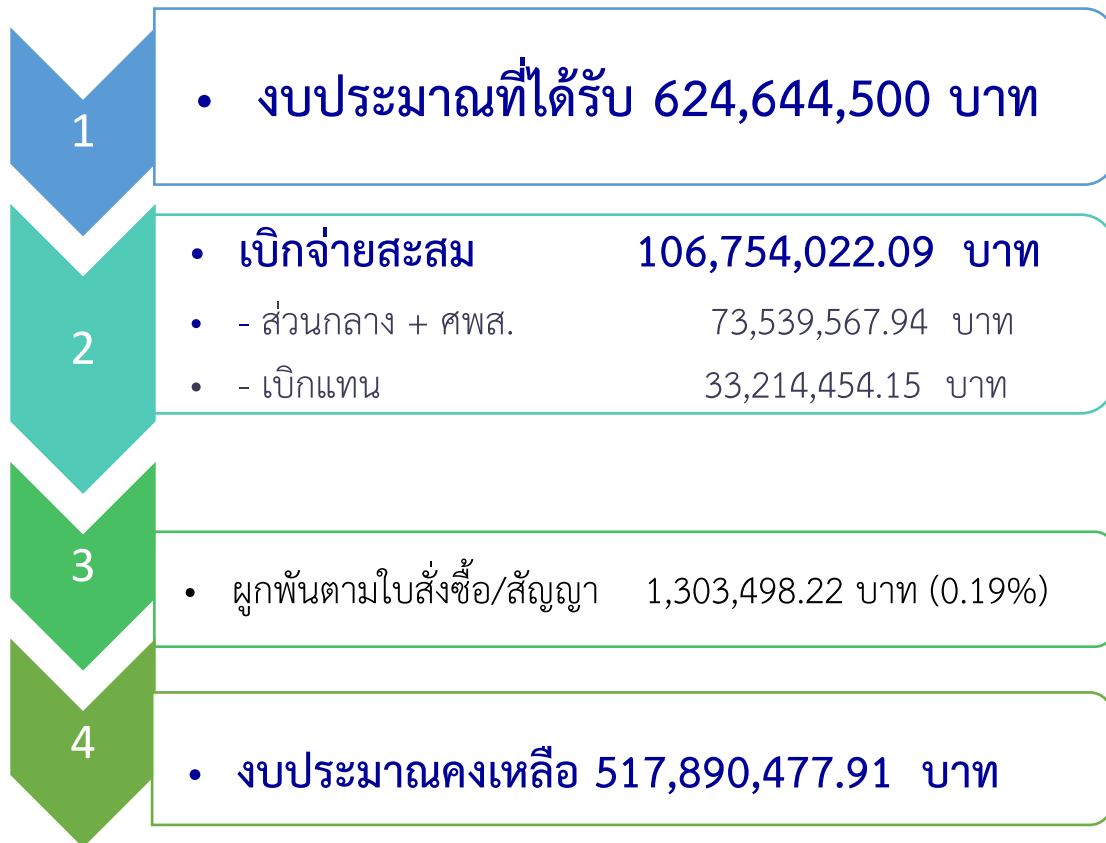 1
• งบประมาณที่ได้รับ 624,644,500 บาท
2
• เบิกจ่ายสะสม 106,754,022.09 บาท
• - ส่วนกลาง + ศพส. 73,539,567.94 บาท
• - เบิกแทน 33,214,454.15 บาท
3
• ผูกพันตามใบสั่งซื้อ/สัญญา 1,303,498.22 บาท (0.19%)
4
• งบประมาณคงเหลือ 517,890,477.91 บาท